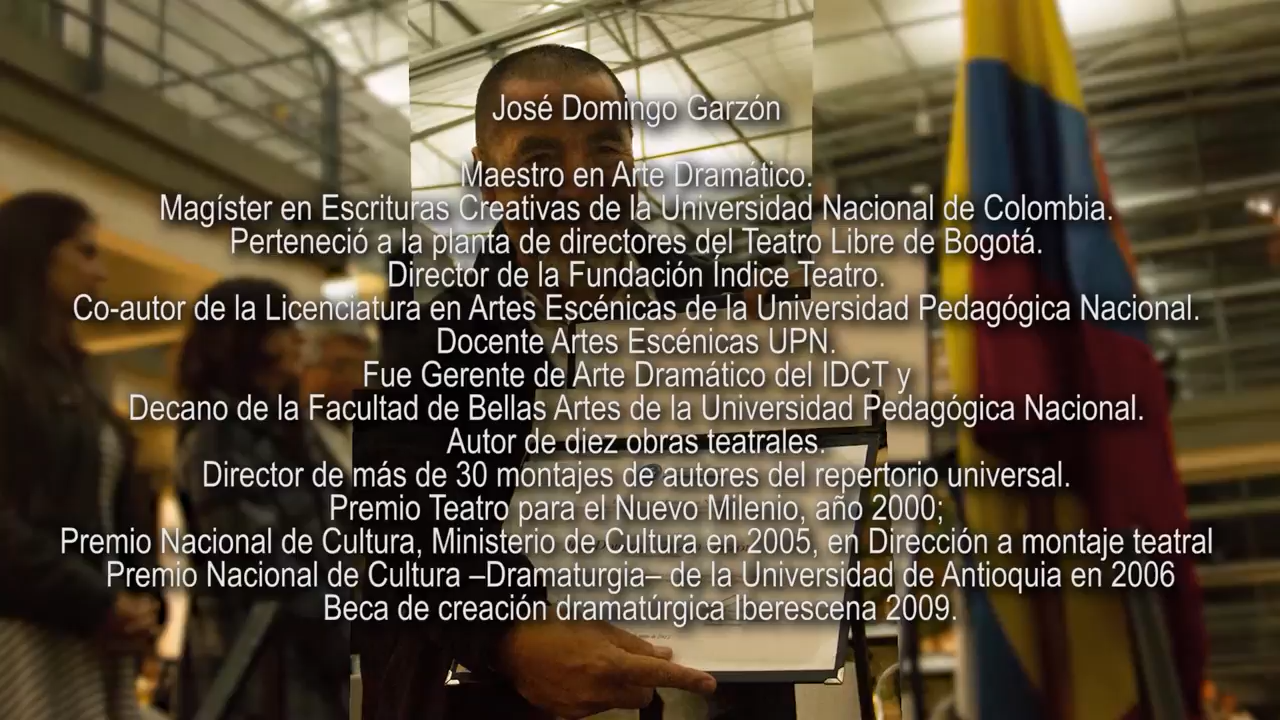 José Domingo Garzón
Maestro en Arte Dramático.
Magíster en Escrituras Creativas de la Universidad Nacional de Colombia.
Perteneció a la planta de directores del Teatro Libre de Bogotá.
Director de la Fundación Índice Teatro.
Co-autor de la Licenciatura en Artes Escénicas de la Universidad Pedagógica Nacional.
Docente Artes Escénicas UPN.
Fue Gerente de Arte Dramático del IDCT y
Decano de la Facultad de Bellas Artes de la Universidad Pedagógica Nacional.
Autor de diez obras teatrales.
Director de más de 30 montajes de autores del repertorio universal.
Premio Teatro para el Nuevo Milenio, año 2000;
Premio Nacional de Cultura, Ministerio de Cultura en 2005, en Dirección a montaje teatral
Premio Nacional de Cultura –Dramaturgia– de la Universidad de Antioquia en 2006
Beca de creación dramatúrgica Iberescena 2009.